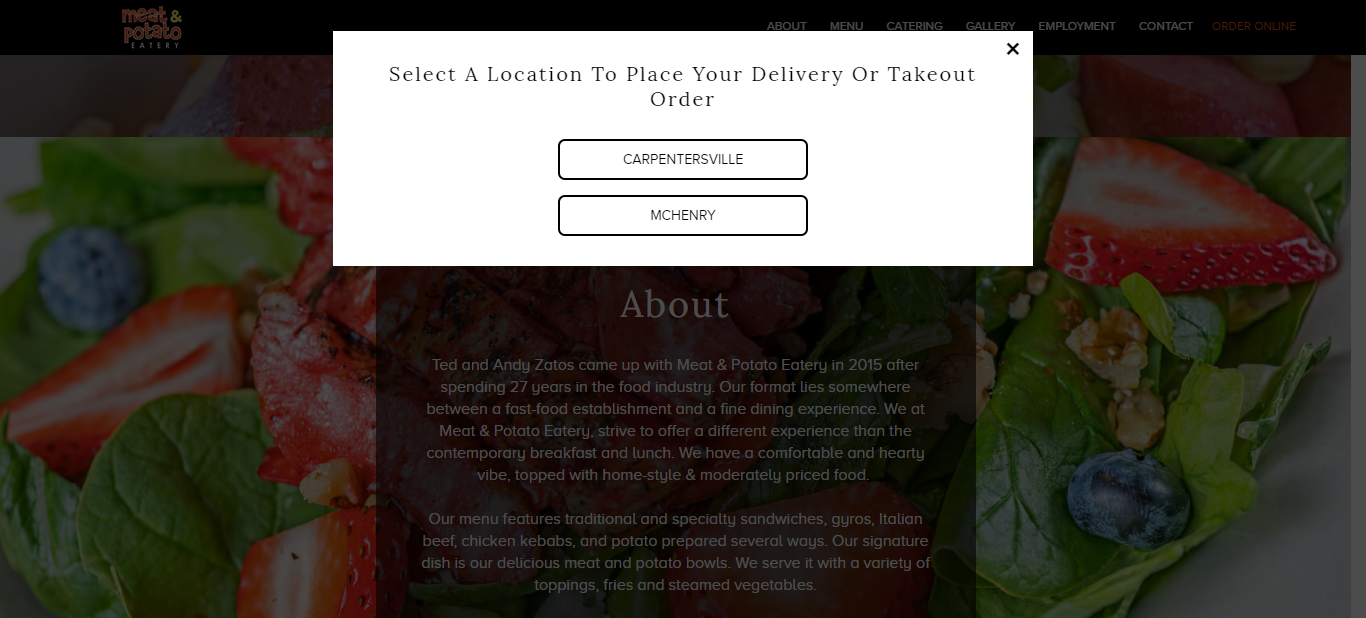 meat &
potato
EATERY
ABOUT MENU CATERING GALLERY EMPLOYMENT CONTACT ORDER ONLINE
Select A Location To Place Your Delivery Or Takeout
Order
CARPENTERSVILLE
MCHENRY
About
Ted and Andy Zatos came up with Meat & Potato Eatery in 2015 after
spending 27 years in the food industry. Our format lies somewhere
between a fast-food establishment and a fine dining experience. We at
Meat & Potato Eatery, strive to offer a different experience than the
contemporary breakfast and lunch. We have a comfortable and hearty
vibe, topped with home-style & moderately priced food.
Our menu features traditional and specialty sandwiches, gyros, Italian
beef, chicken kebabs, and potato prepared several ways. Our signature
dish is our delicious meat and potato bowls. We serve it with a variety of
toppings, fries and steamed vegetables.